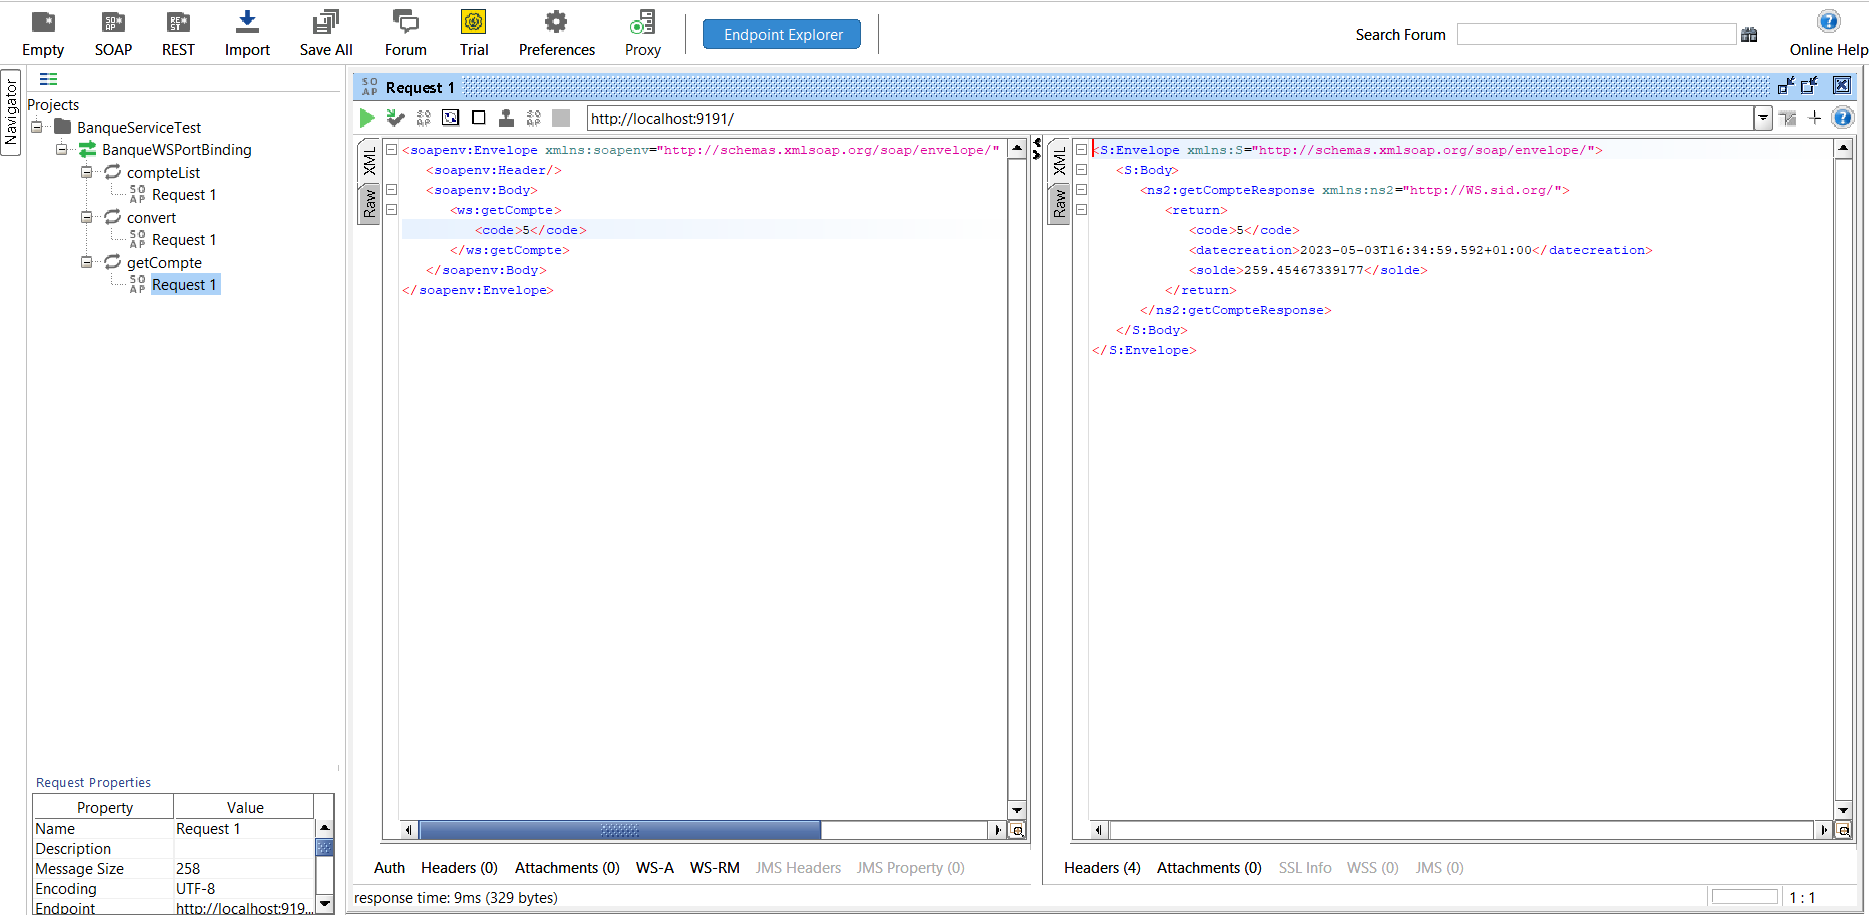 Empty SOAP REST Import Save All Forum Trial Preferences Proxy Endpoint Explorer Search Forum Online Help
Navigator
Projects
BanqueServiceTest
BanqueWSPortBinding
compteList
Request 1
convert
Request 1
getCompte
Request 1
Request Properties
Property Value
Name Request 1
Description
Message Size 258
Encoding UTF-8
Endpoint http://localhost:919...
Request 1
http://localhost:9191/
XML
Raw
<soapenv:Envelope xmlns:soapenv="http://schemas.xmlsoap.org/soap/envelope/"
<soapenv:Header/>
<soapenv:Body>
<ws:getCompte>
<code>5</code>
</ws:getCompte>
</soapenv:Body>
</soapenv:Envelope>
Auth Headers (0) Attachments (0) WS-A WS-RM JMS Headers JMS Property (0)
XML
Raw
<S:Envelope xmlns:S="http://schemas.xmlsoap.org/soap/envelope/">
<S:Body>
<ns2:getCompteResponse xmlns:ns2="http://WS.sid.org/">
<return>
<code>5</code>
<datecreation>2023-05-03T16:34:59.592+01:00</datecreation>
<solde>259.45467339177</solde>
</return>
</ns2:getCompteResponse>
</S:Body>
</S:Envelope>
Headers (4) Attachments (0) SSL Info WSS (0) JMS (0)
response time: 9ms (329 bytes)
1 : 1